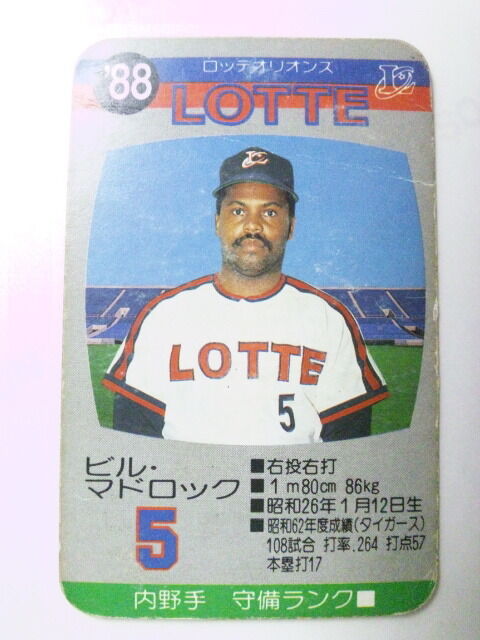 '88
ロッテオリオンズ
LOTTE
LOTTE
5
ビル・
マドロック
5
■右投右打
■1m80cm 86kg
■昭和26年1月12日生
■昭和62年度成績(タイガース)
108試合 打率.264 打点57
本塁打17
内野手 守備ランク■